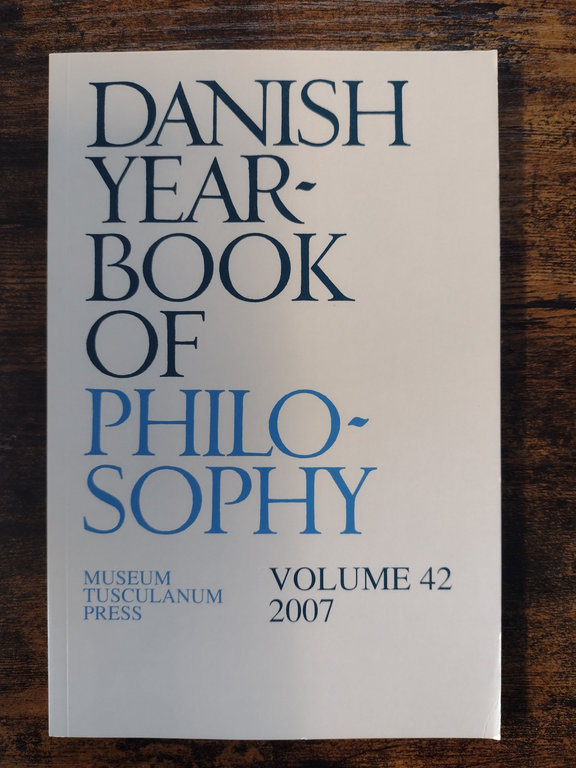 DANISH
YEAR-
BOOK
OF
PHILO-
SOPHY
MUSEUM
TUSCULANUM
PRESS
VOLUME 42
2007